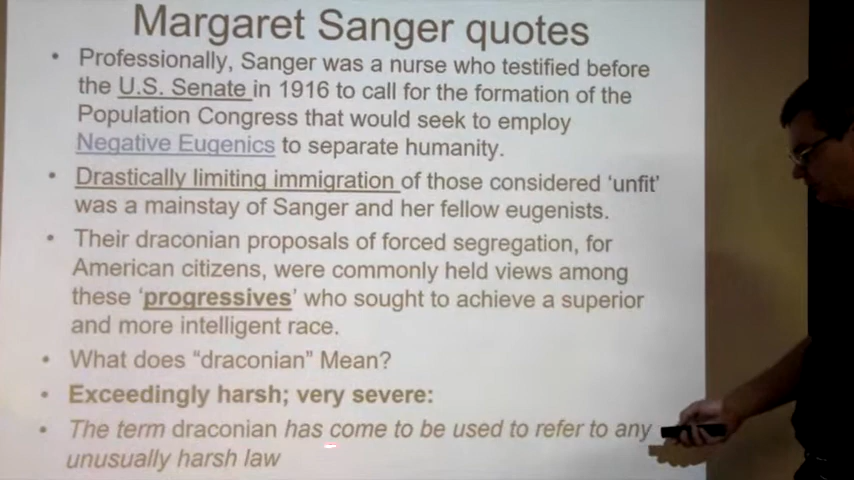 Margaret Sanger quotes
• Professionally, Sanger was a nurse who testified before
the U.S. Senate in 1916 to call for the formation of the
Population Congress that would seek to employ
Negative Eugenics to separate humanity.
• Drastically limiting immigration of those considered ‘unfit’
was a mainstay of Sanger and her fellow eugenists.
• Their draconian proposals of forced segregation, for
American citizens, were commonly held views among
these ‘progressives’ who sought to achieve a superior
and more intelligent race.
• What does “draconian” Mean?
• Exceedingly harsh; very severe:
• The term draconian has come to be used to refer to any
unusually harsh law